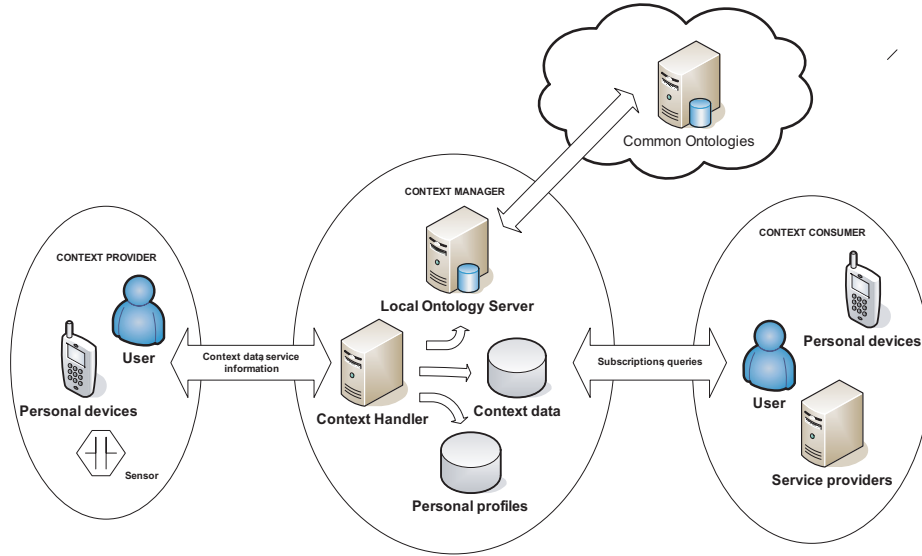 Common Ontologies
CONTEXT MANAGER
Local Ontology Server
Context Handler
Context data
Personal profiles
CONTEXT PROVIDER
User
Personal devices
Sensor
Context data service
information
Subscriptions queries
CONTEXT CONSUMER
Personal devices
User
Service providers